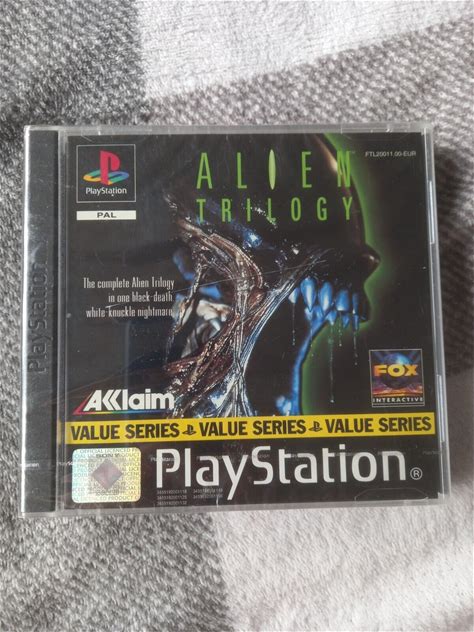 PlayStation
PAL
FTL20011.00-EUR
ALIEN
TRILOGY
The complete Alien Trilogy
in one black-death
white knuckle nightmare
AKKlaim
FOX
INTERACTIVE
VALUE SERIES VALUE SERIES VALUE SERIES
PlayStation®
PlayStation